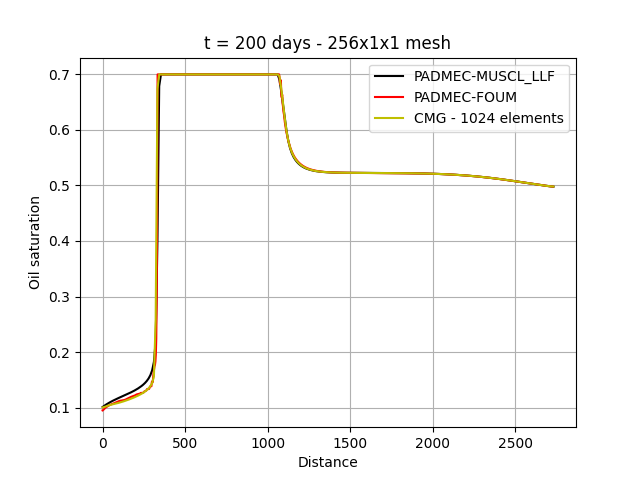 t = 200 days - 256x1x1 mesh
PADMEC-MUSCL_LLF
PADMEC-FOUM
CMG - 1024 elements
Oil saturation
0.7
0.6
0.5
0.4
0.3
0.2
0.1
0 500 1000 1500 2000 2500
Distance